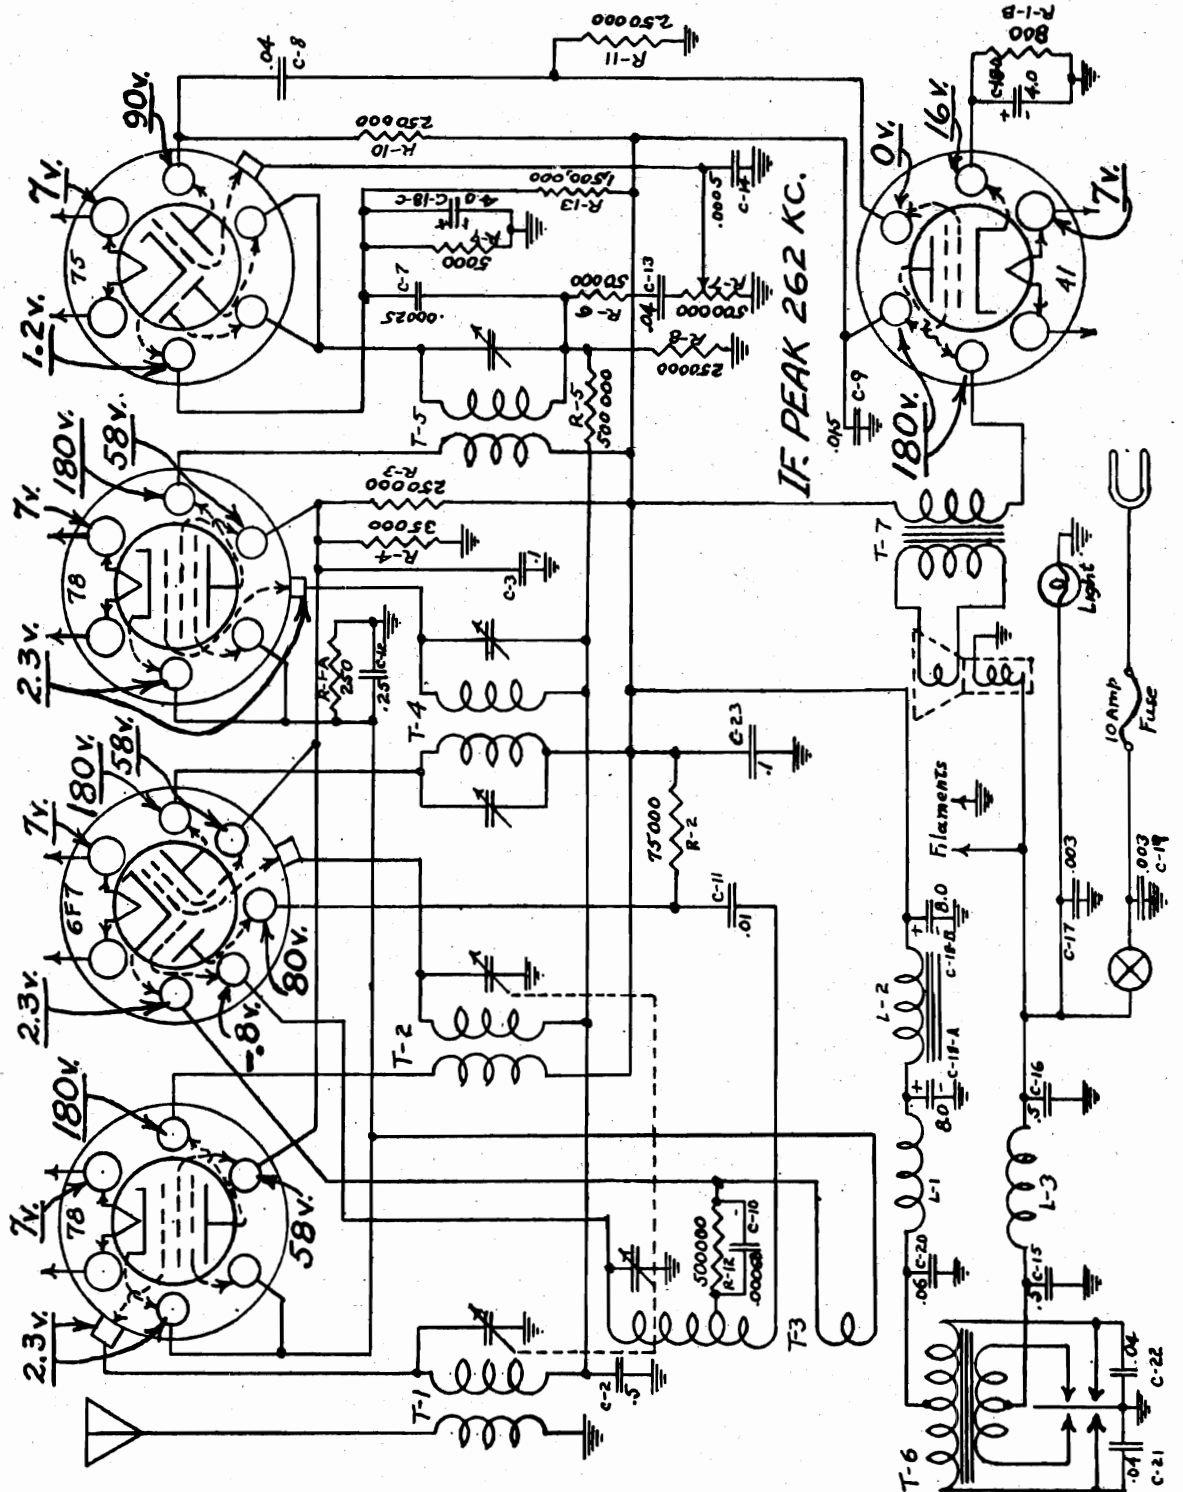 250000
R-11
.04
C-8
800
R-1-B
C-18-D
4.0
+
-
90v.
7v.
75
1.2v.
250000
R-10
1,500,000
R-13
4.0
C-18-C
5000
C-7
.00025
50000
R-6
.04
C-13
500000
R-7
250000
R-8
.0005
C-14
0v.
16v.
7v.
41
180v.
.015
C-9
I.F. PEAK 262 KC.
T-5
R-5
500000
7v.
180v.
58v.
78
2.3v.
R-3
250000
35000
R-4
C-3
.1
R-1-A
250
.25
T-4
T-7
Light
10 Amp
Fuse
7v.
180v.
58v.
6F7
2.3v.
-.8v.
80v.
75000
R-2
C-23
.1
C-11
.01
Filaments
.003
C-17
.003
C-19
T-2
L-2
+
-
8.0
C-18-B
+
-
8.0
C-18-A
7v.
180v.
78
2.3v.
58v.
500000
R-12
C-10
T-3
L-1
C-20
.06
.5
C-16
L-3
.5
C-15
T-1
C-2
.5
T-6
.04
C-22
.04
C-21